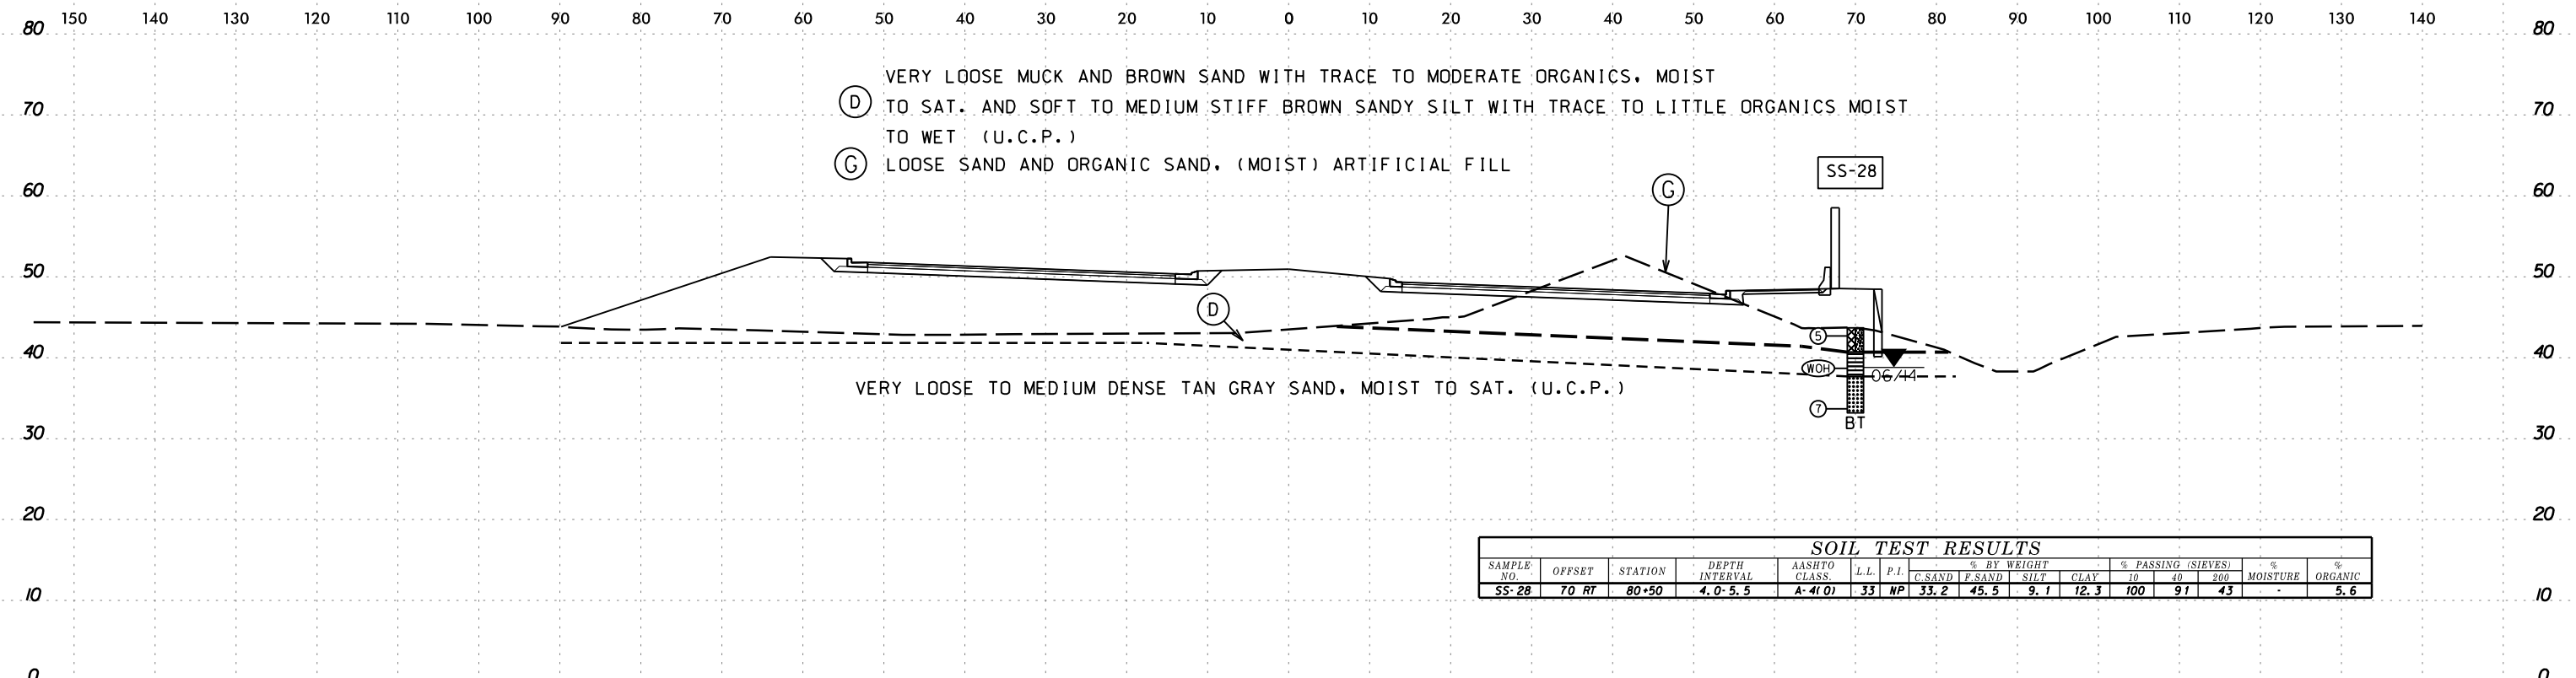 150 140 130 120 110 100 90 80 70 60 50 40 30 20 10 0 10 20 30 40 50 60 70 80 90 100 110 120 130 140
80 80
VERY LOOSE MUCK AND BROWN SAND WITH TRACE TO MODERATE ORGANICS, MOIST
D TO SAT. AND SOFT TO MEDIUM STIFF BROWN SANDY SILT WITH TRACE TO LITTLE ORGANICS MOIST
70 70
TO WET (U.C.P.)
G LOOSE SAND AND ORGANIC SAND, (MOIST) ARTIFICIAL FILL
SS-28
60 G 60
50 50
D
5
40 40
WOH
06/14
VERY LOOSE TO MEDIUM DENSE TAN GRAY SAND, MOIST TO SAT. (U.C.P.)
7
BT
30 30
20 20
SOIL TEST RESULTS
SAMPLE NO. OFFSET STATION DEPTH INTERVAL AASHTO CLASS. L.L. P.I. % BY WEIGHT % PASSING (SIEVES) % MOISTURE % ORGANIC
C.SAND F.SAND SILT CLAY 10 40 200
SS-28 70 RT 80+50 4.0-5.5 A-4(0) 33 NP 33.2 45.5 9.1 12.3 100 91 43 - 5.6
10 10
0 0